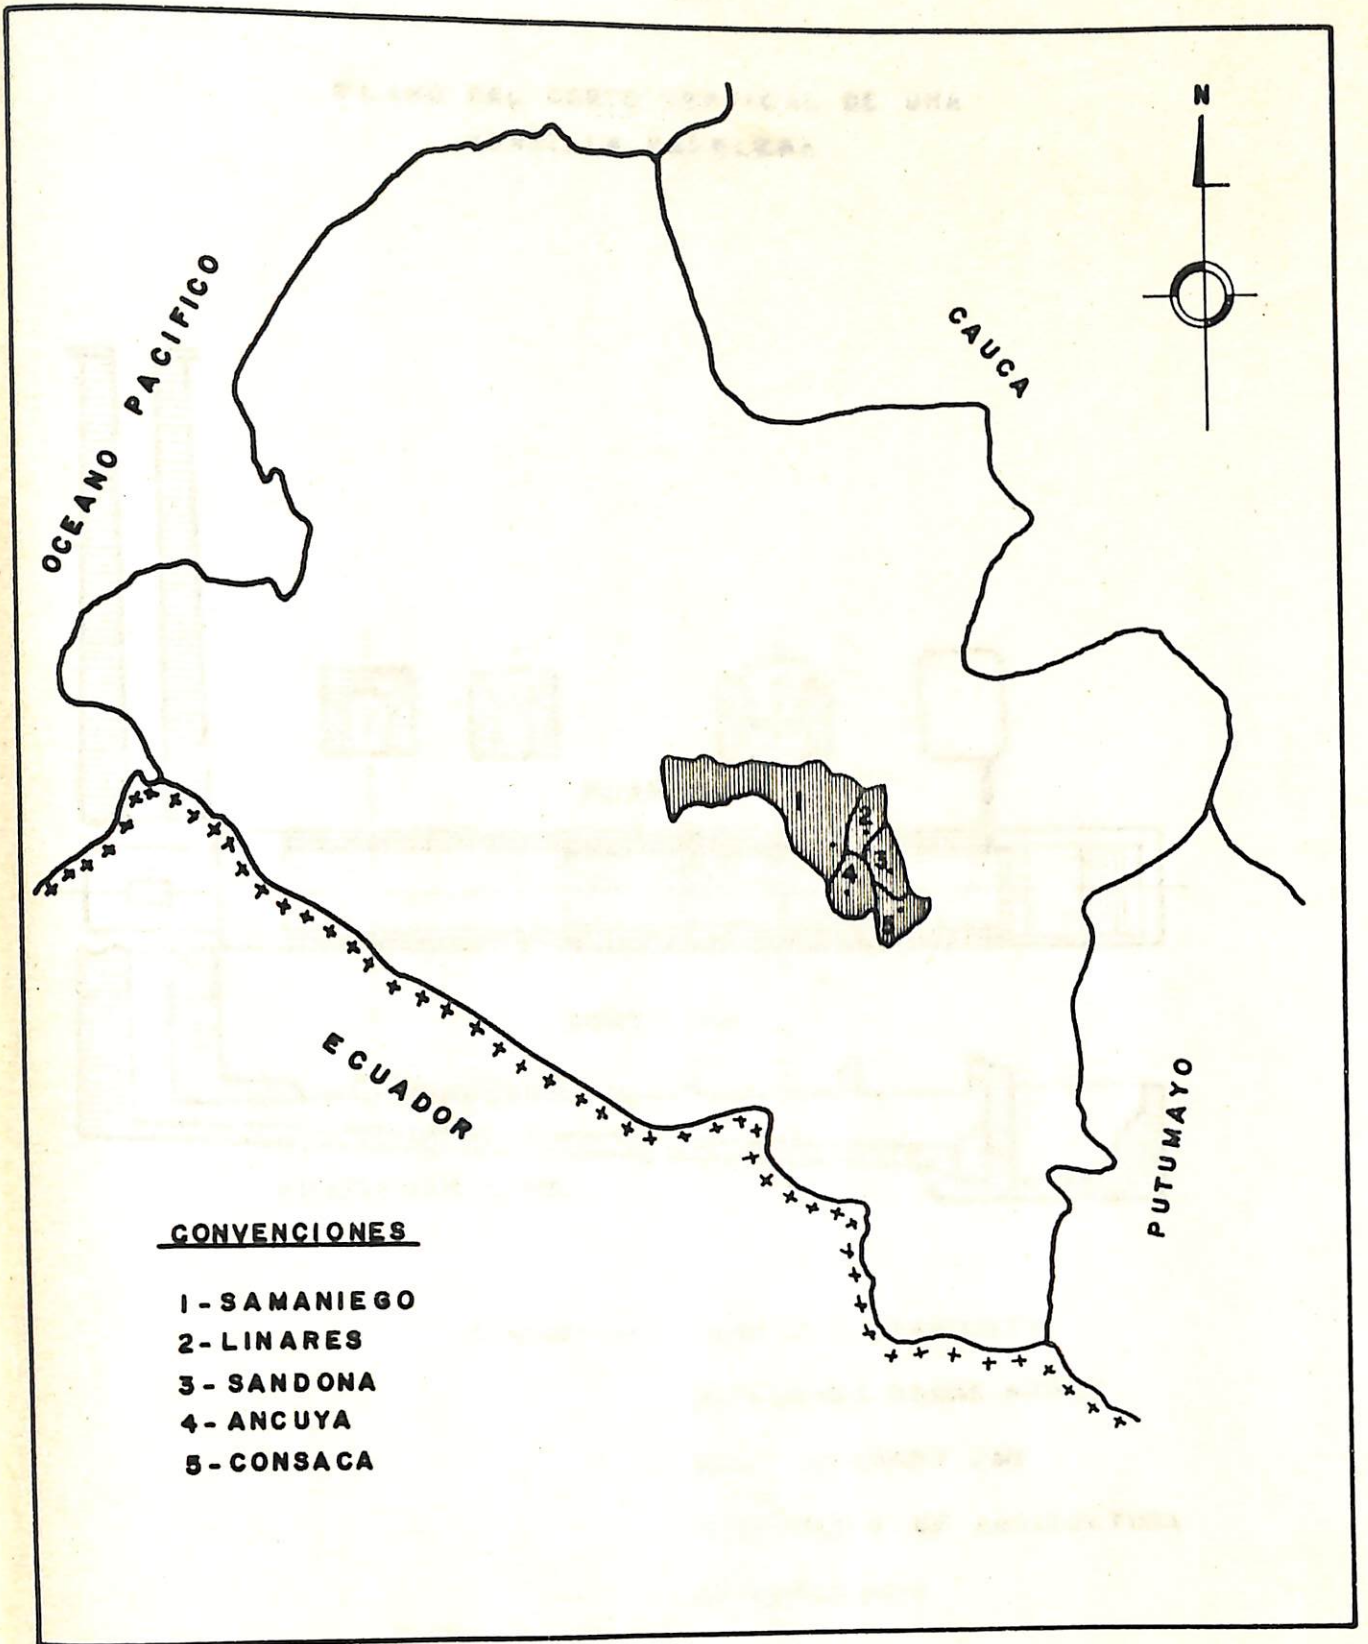 N
OCEANO PACIFICO
CAUCA
1
2
3
4
5
ECUADOR
PUTUMAYO
CONVENCIONES
1-SAMANIEGO
2-LINARES
3-SANDONA
4-ANCUYA
5-CONSACA